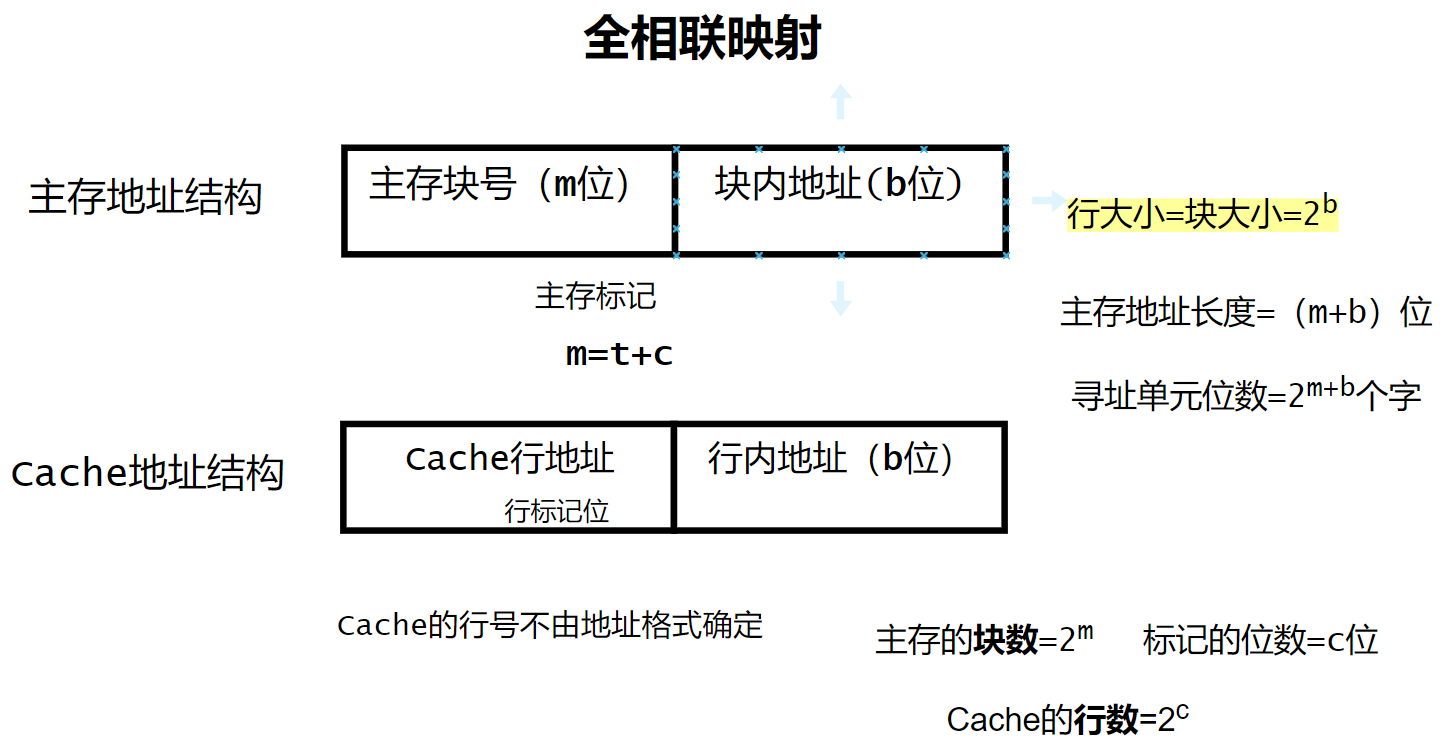 全相联映射
主存地址结构
主存块号（m位）
块内地址(b位)
行大小=块大小=2^b
主存标记
m=t+c
主存地址长度=（m+b）位
寻址单元位数=2^{m+b}个字
Cache地址结构
Cache行地址
行标记位
行内地址（b位）
Cache的行号不由地址格式确定
主存的块数=2^m 标记的位数=c位
Cache的行数=2^c